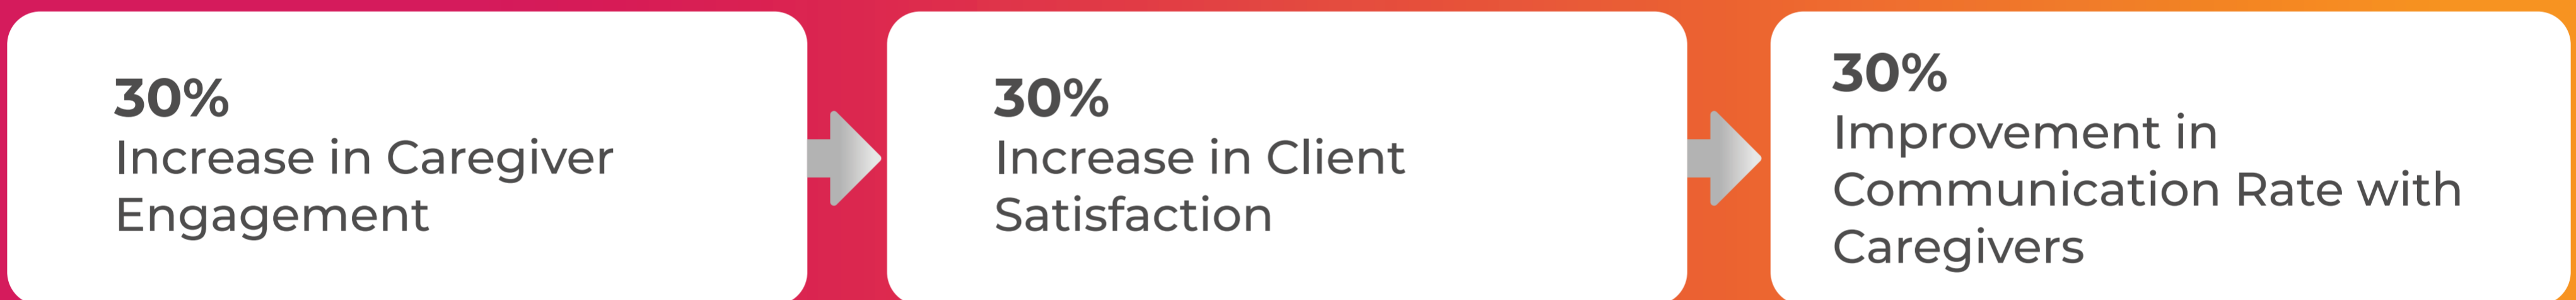 30%
Increase in Caregiver
Engagement
30%
Increase in Client
Satisfaction
30%
Improvement in
Communication Rate with
Caregivers